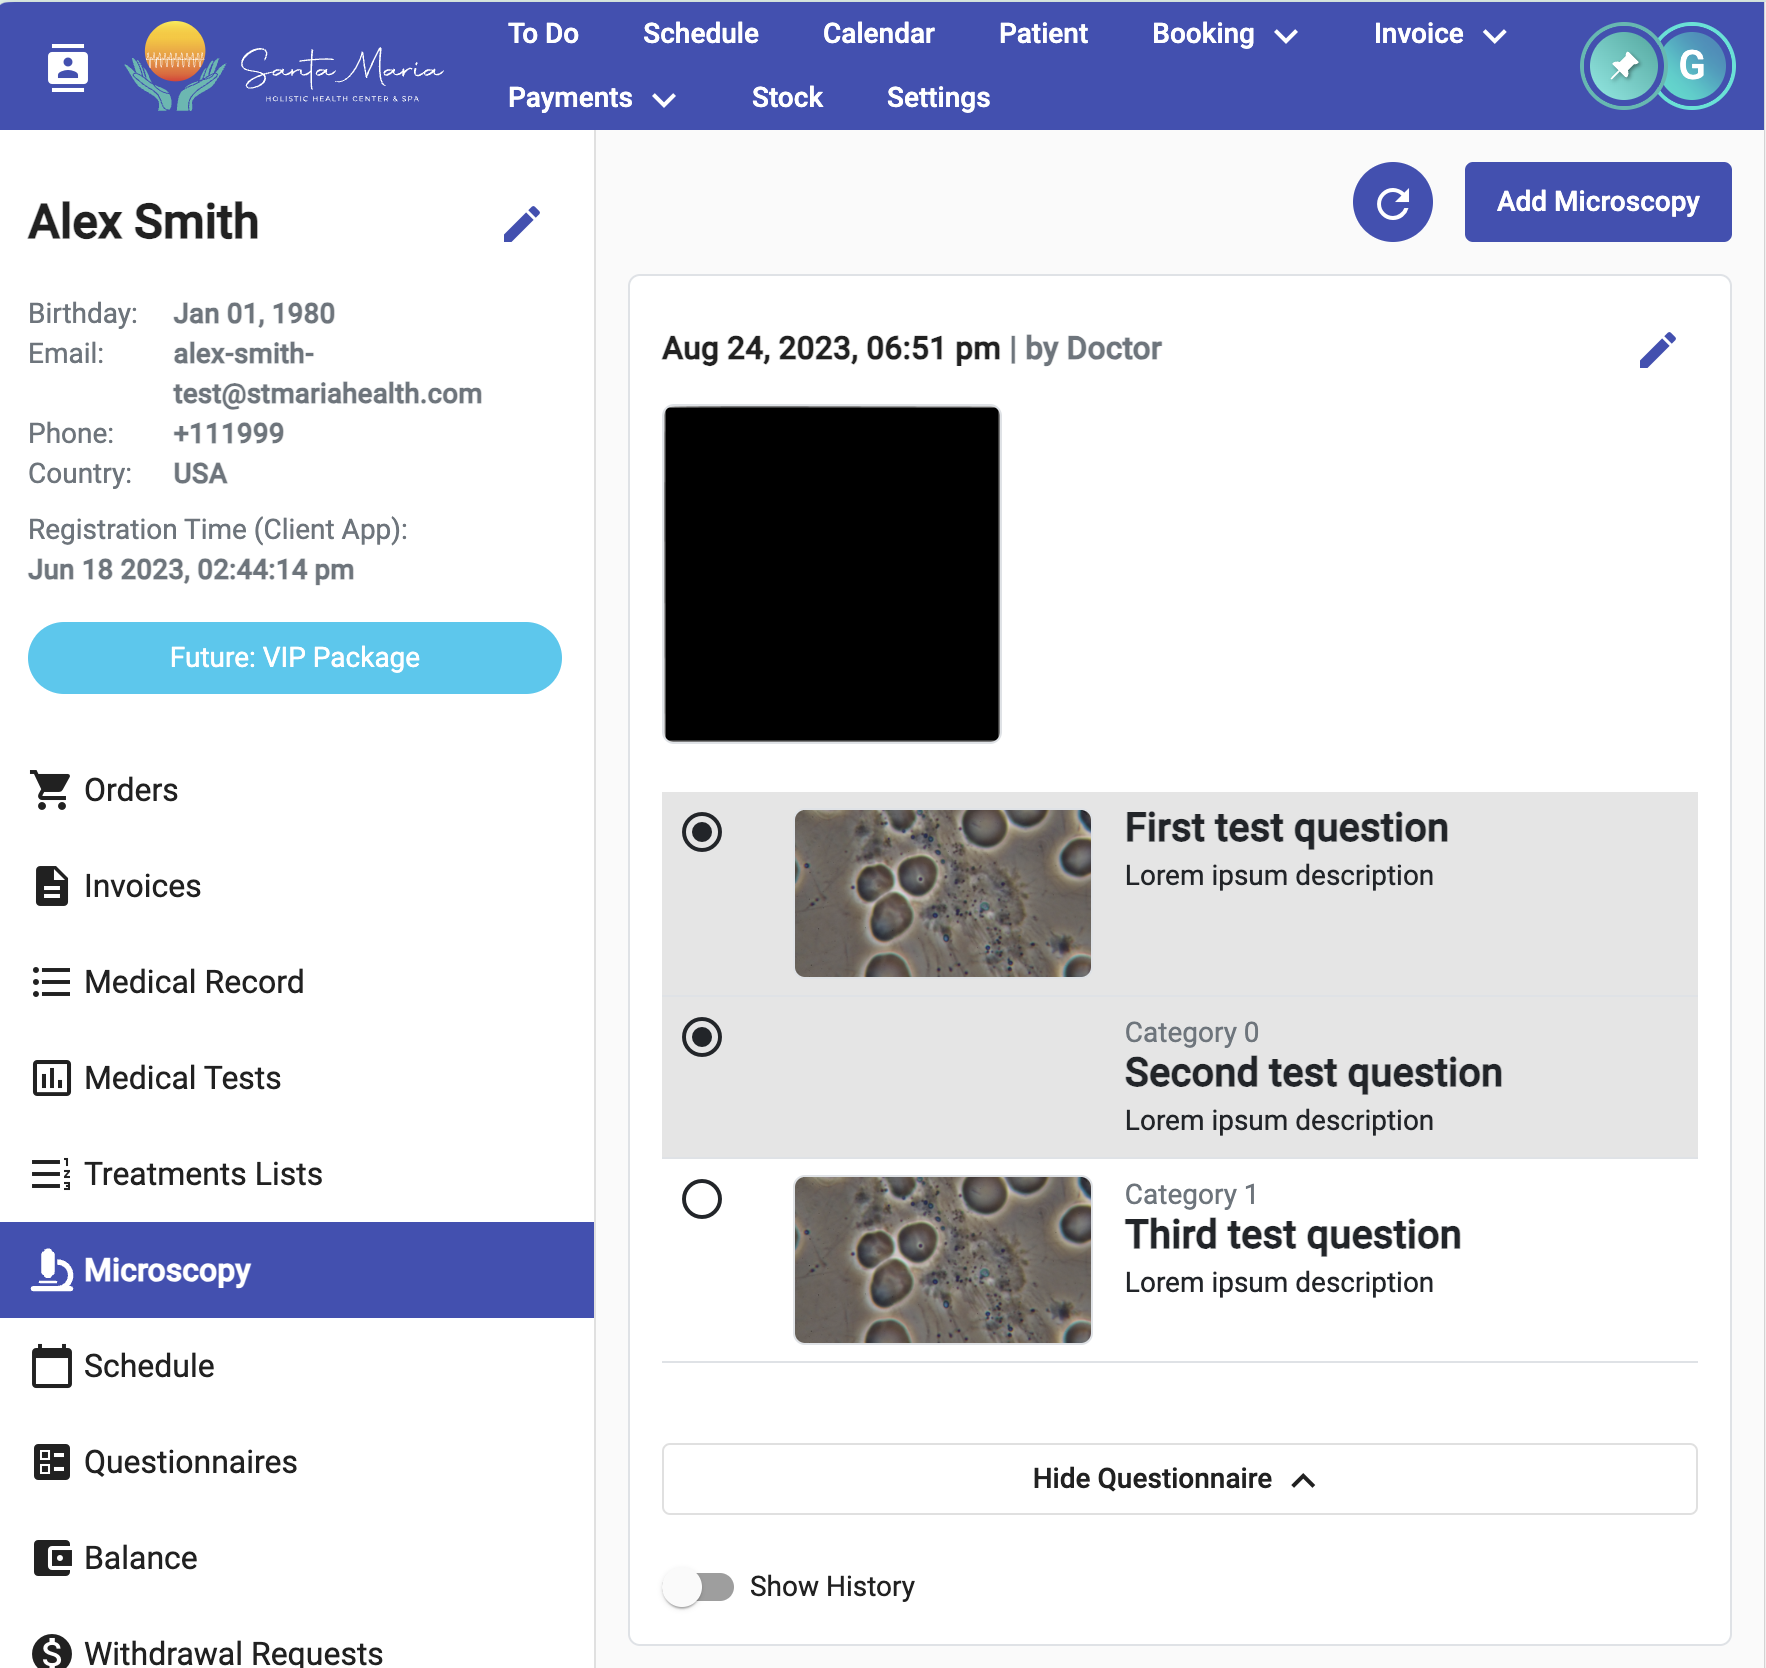 Santa Maria
HOLISTIC HEALTH CENTER & SPA
To Do
Schedule
Calendar
Patient
Booking
Invoice
Payments
Stock
Settings
G
Alex Smith
Birthday: Jan 01, 1980
Email: alex-smith-
test@stmariahealth.com
Phone: +111999
Country: USA
Registration Time (Client App):
Jun 18 2023, 02:44:14 pm
Future: VIP Package
Orders
Invoices
Medical Record
Medical Tests
Treatments Lists
Microscopy
Schedule
Questionnaires
Balance
Withdrawal Requests
Add Microscopy
Aug 24, 2023, 06:51 pm | by Doctor
First test question
Lorem ipsum description
Category 0
Second test question
Lorem ipsum description
Category 1
Third test question
Lorem ipsum description
Hide Questionnaire
Show History